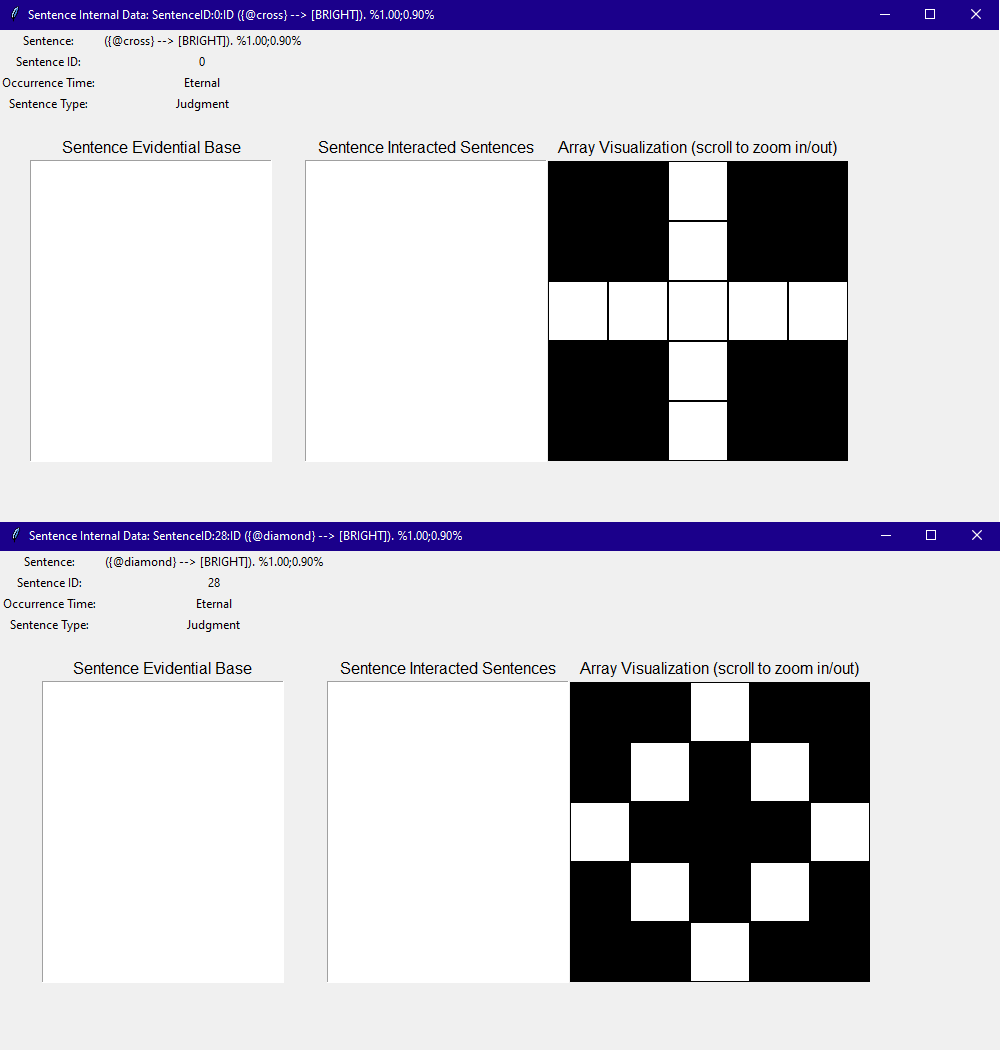 Sentence Internal Data: SentenceID:0:ID ({@cross} --> [BRIGHT]). %1.00;0.90%
Sentence: ({@cross} --> [BRIGHT]). %1.00;0.90%
Sentence ID: 0
Occurrence Time: Eternal
Sentence Type: Judgment
Sentence Evidential Base Sentence Interacted Sentences Array Visualization (scroll to zoom in/out)
Sentence Internal Data: SentenceID:28:ID ({@diamond} --> [BRIGHT]). %1.00;0.90%
Sentence: ({@diamond} --> [BRIGHT]). %1.00;0.90%
Sentence ID: 28
Occurrence Time: Eternal
Sentence Type: Judgment
Sentence Evidential Base Sentence Interacted Sentences Array Visualization (scroll to zoom in/out)